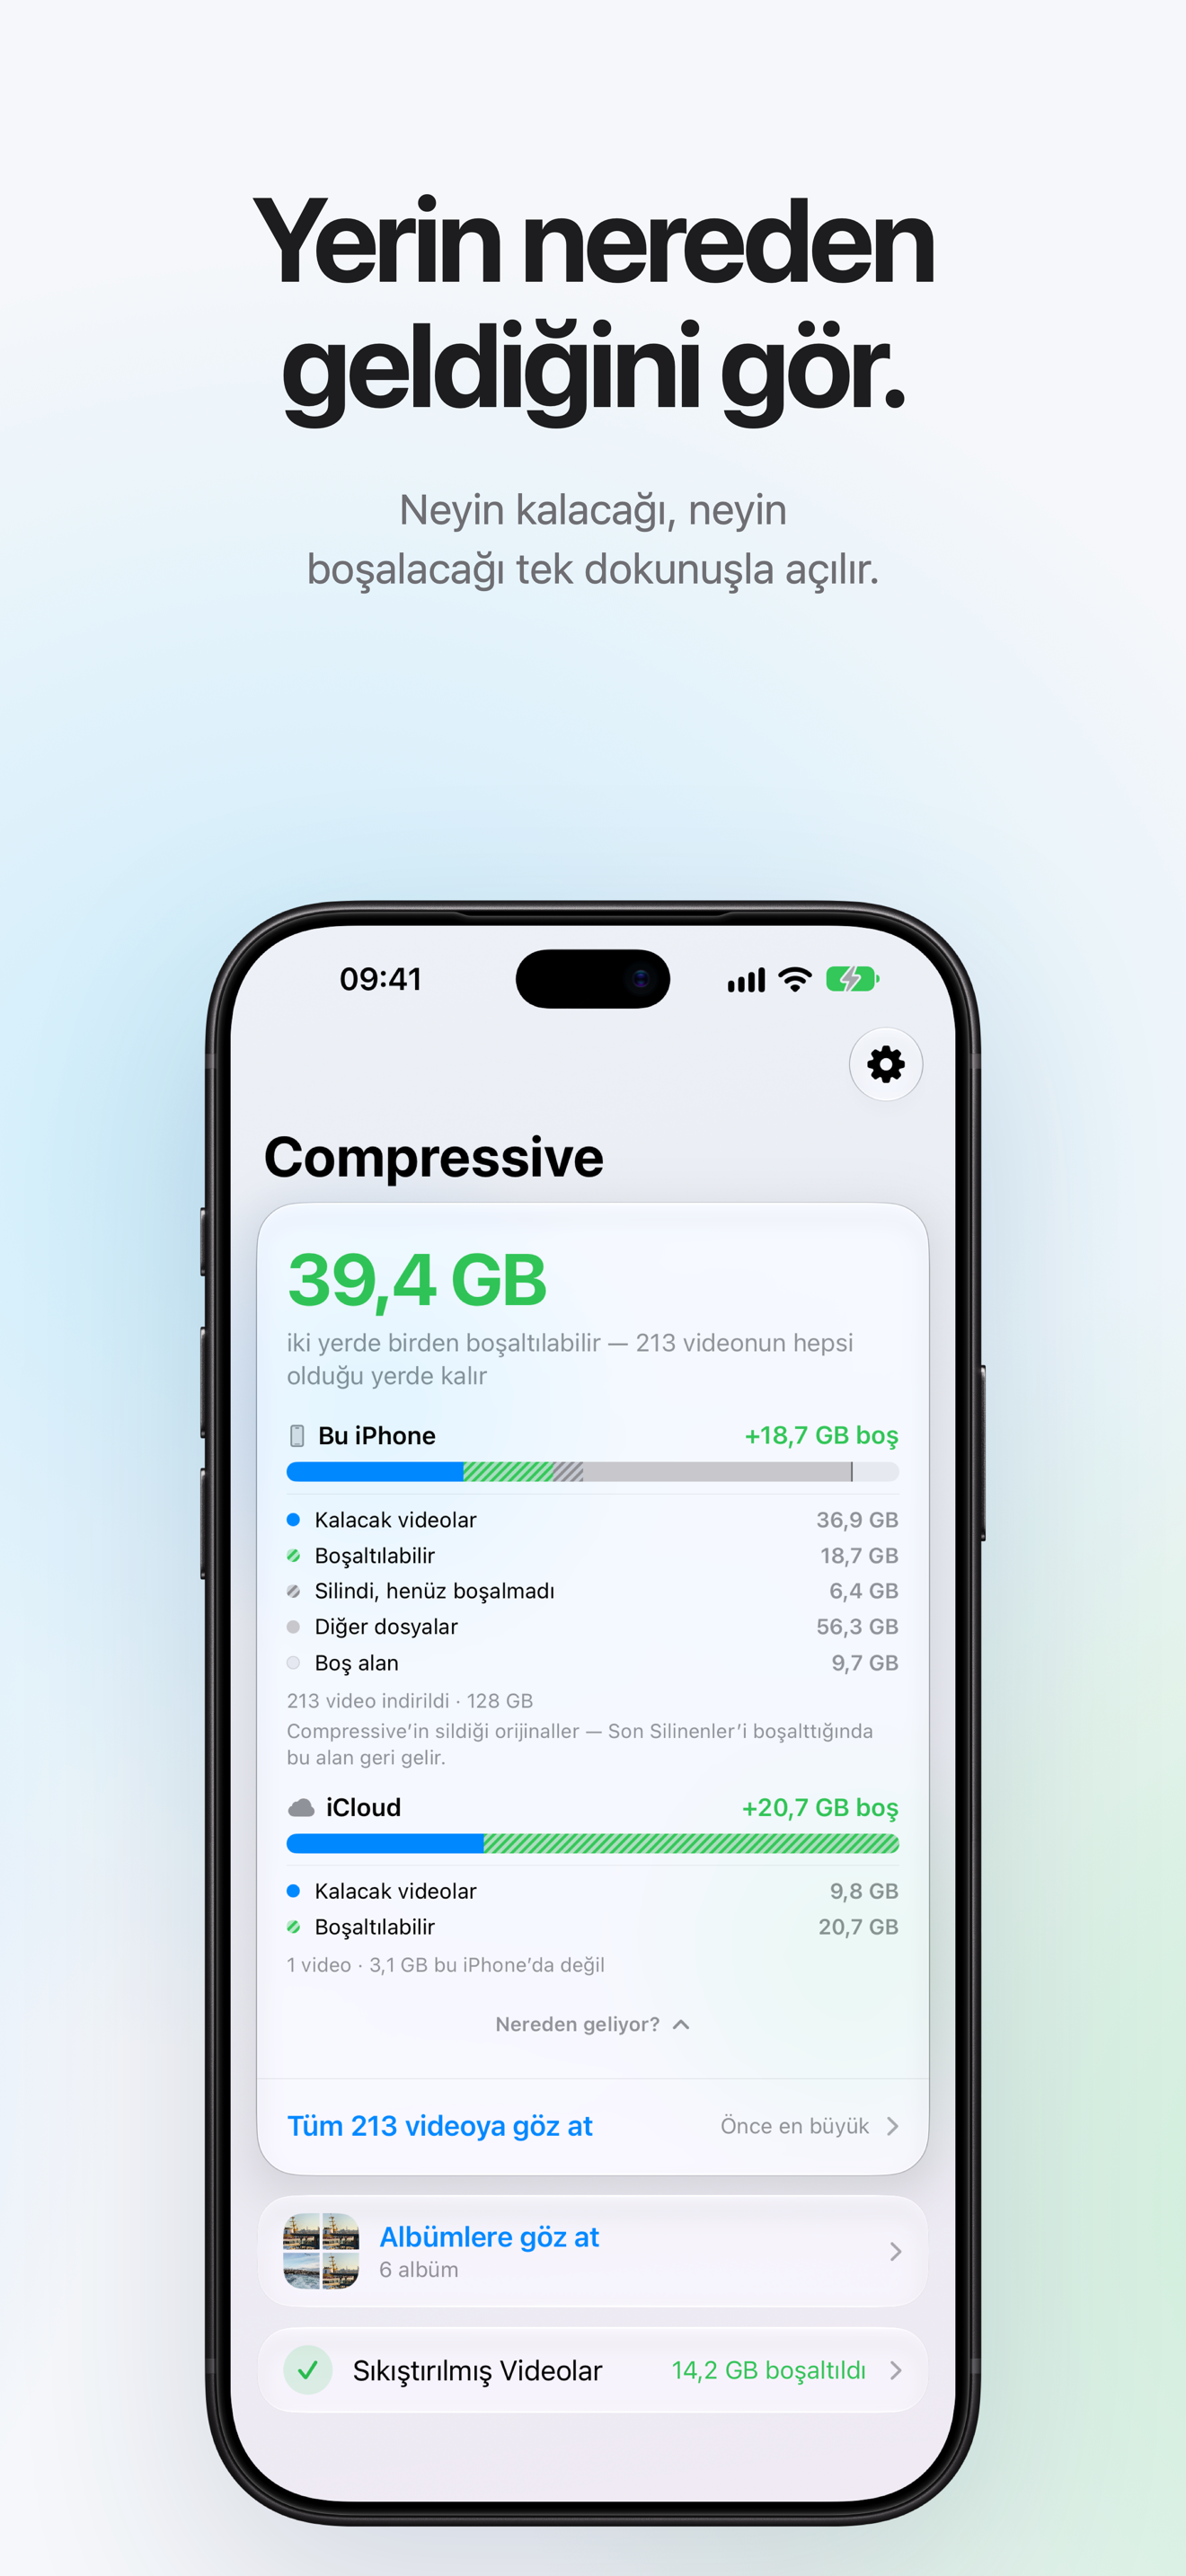 Yerin nereden
geldiğini gör.
Neyin kalacağı, neyin
boşalacağı tek dokunuşla açılır.
09:41
Compressive
39,4 GB
iki yerde birden boşaltılabilir — 213 videonun hepsi
olduğu yerde kalır
Bu iPhone +18,7 GB boş
Kalacak videolar 36,9 GB
Boşaltılabilir 18,7 GB
Silindi, henüz boşalmadı 6,4 GB
Diğer dosyalar 56,3 GB
Boş alan 9,7 GB
213 video indirildi · 128 GB
Compressive’in sildiği orijinaller — Son Silinenler’i boşalttığında
bu alan geri gelir.
iCloud +20,7 GB boş
Kalacak videolar 9,8 GB
Boşaltılabilir 20,7 GB
1 video · 3,1 GB bu iPhone’da değil
Nereden geliyor?
Tüm 213 videoya göz at Önce en büyük
Albümlere göz at
6 albüm
Sıkıştırılmış Videolar 14,2 GB boşaltıldı